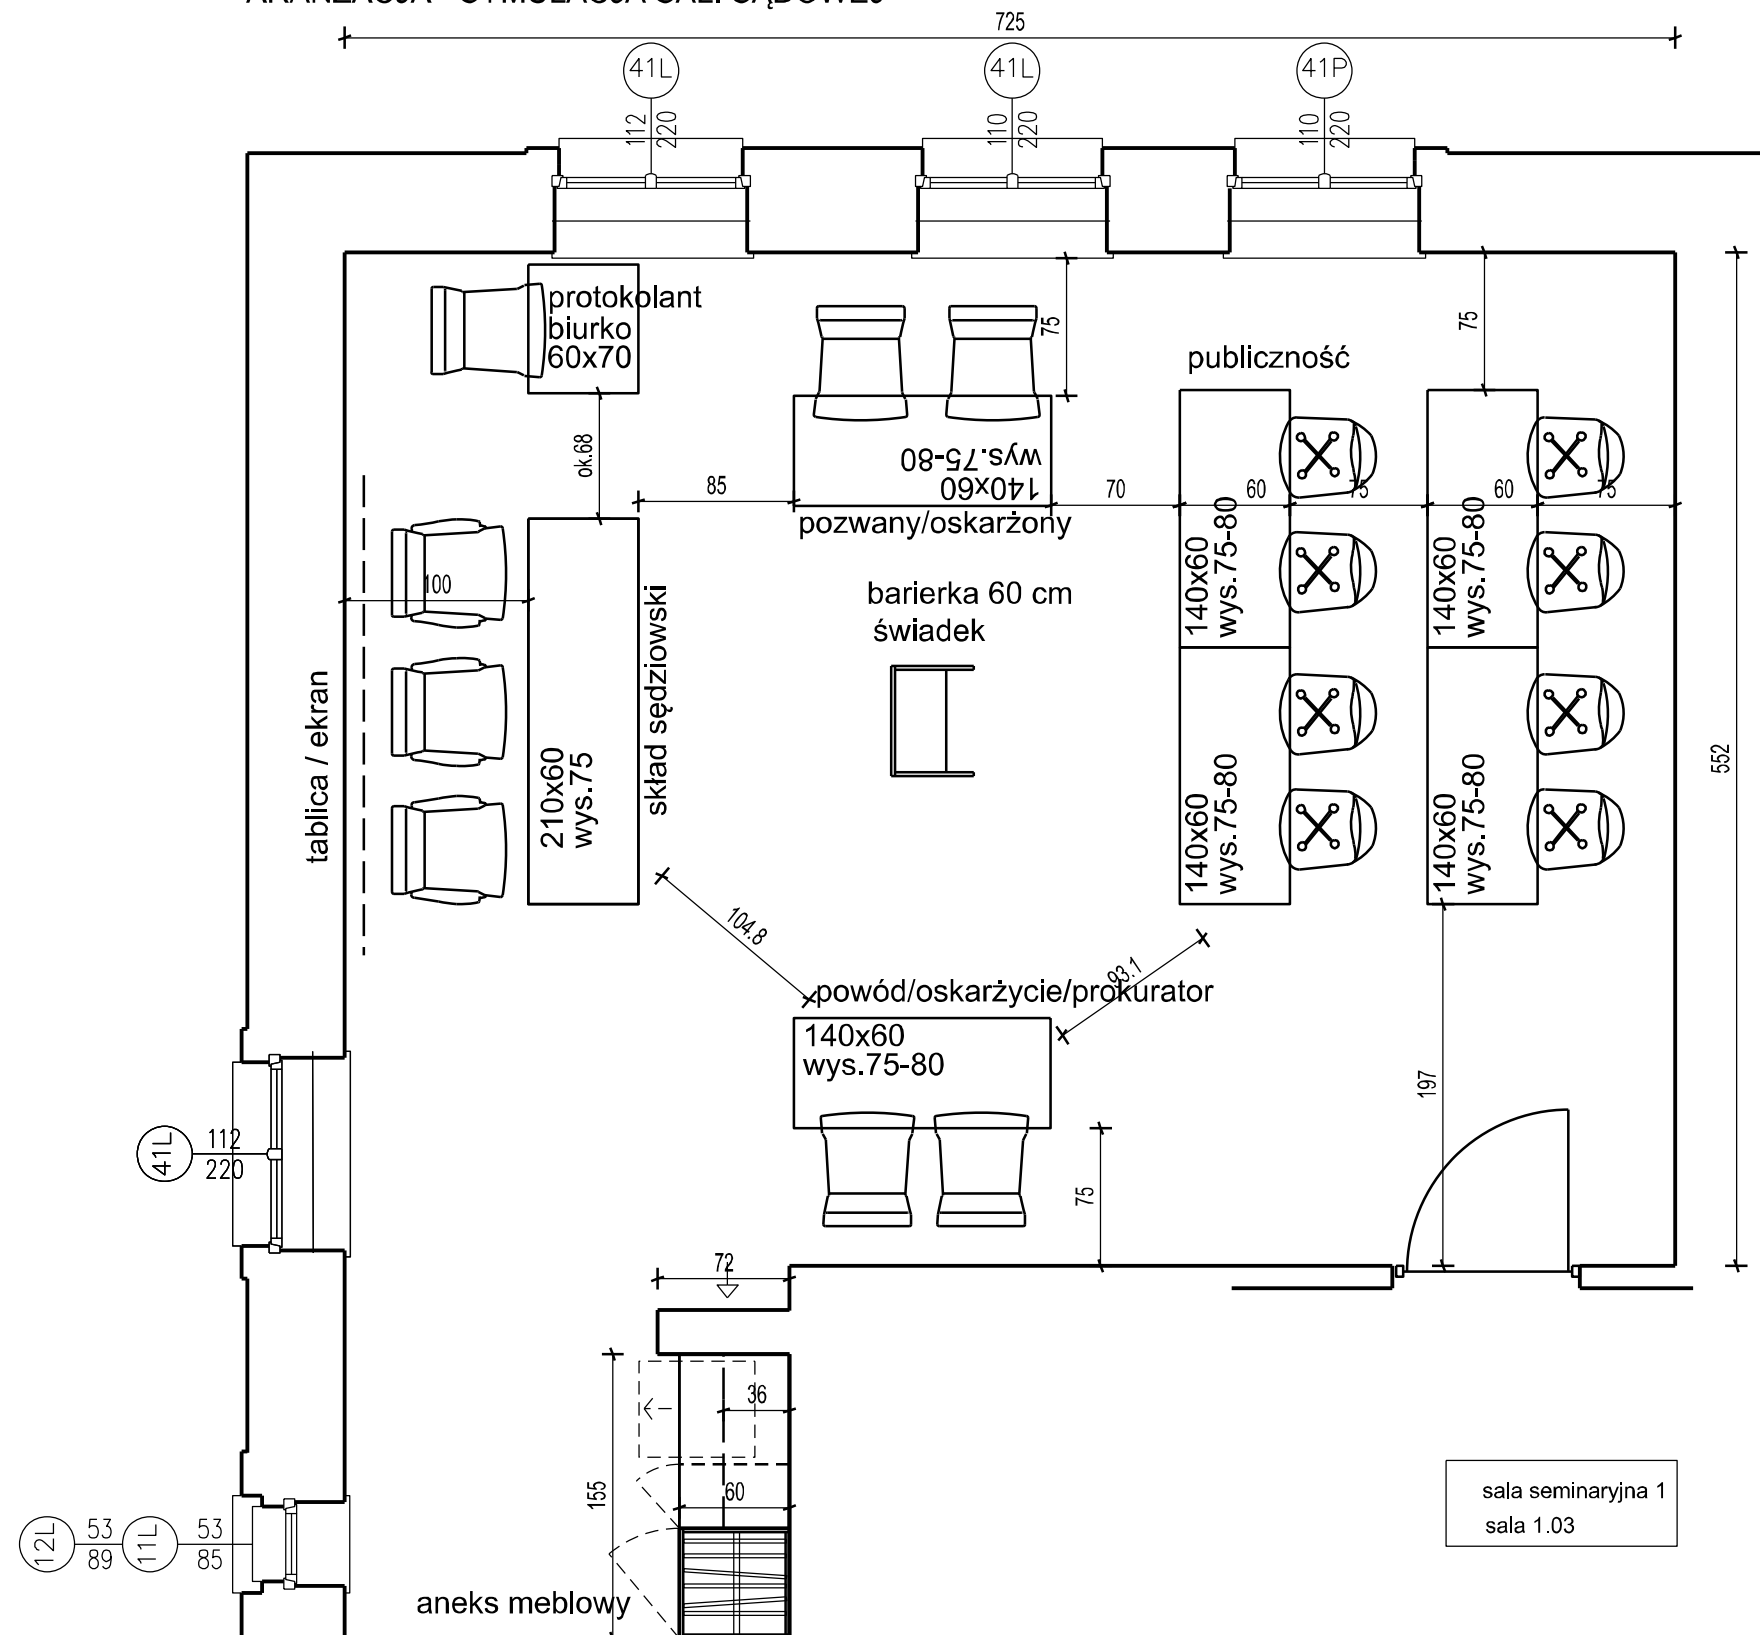 725
41L
41L
41P
112
220
110
220
110
220
protokolant
biurko
60x70
75
75
publiczność
ok.68
wys.75-80
140x60
85
70
60
75
60
75
pozwany/oskarżony
100
140x60
wys.75-80
140x60
wys.75-80
barierka 60 cm
świadek
tablica / ekran
210x60
wys.75
skład sędziowski
140x60
wys.75-80
140x60
wys.75-80
552
104.8
93.1
powód/oskarżycie/prokurator
140x60
wys.75-80
197
41L
112
220
75
72
36
155
60
sala seminaryjna 1
sala 1.03
12L
53
89
11L
53
85
aneks meblowy